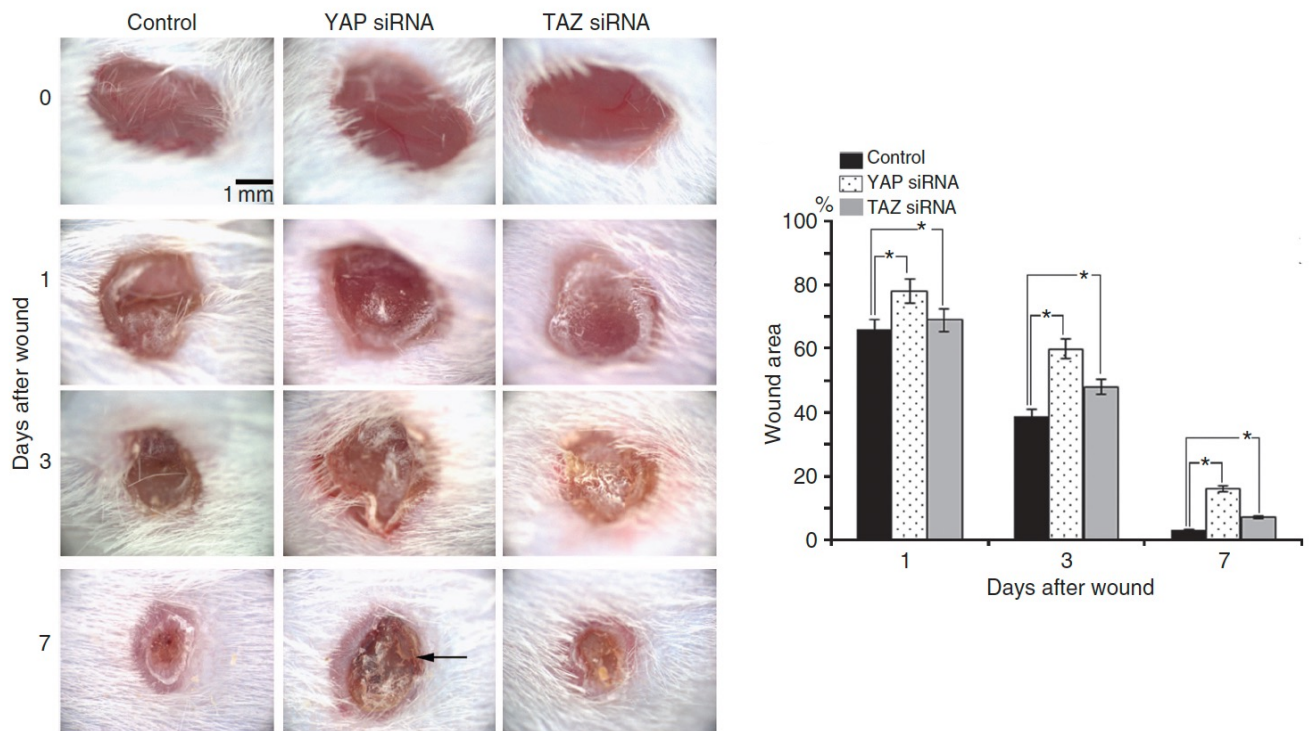 Control YAP siRNA TAZ siRNA
0
1 mm
1
3
7
Days after wound
Control
YAP siRNA
TAZ siRNA
%
100
80
60
40
20
0
Wound area
* *
* *
* *
1 3 7
Days after wound